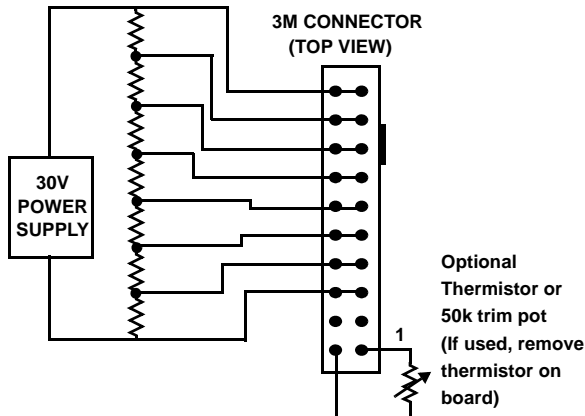 3M CONNECTOR
(TOP VIEW)
30V
POWER
SUPPLY
1
Optional
Thermistor or
50k trim pot
(If used, remove
thermistor on
board)